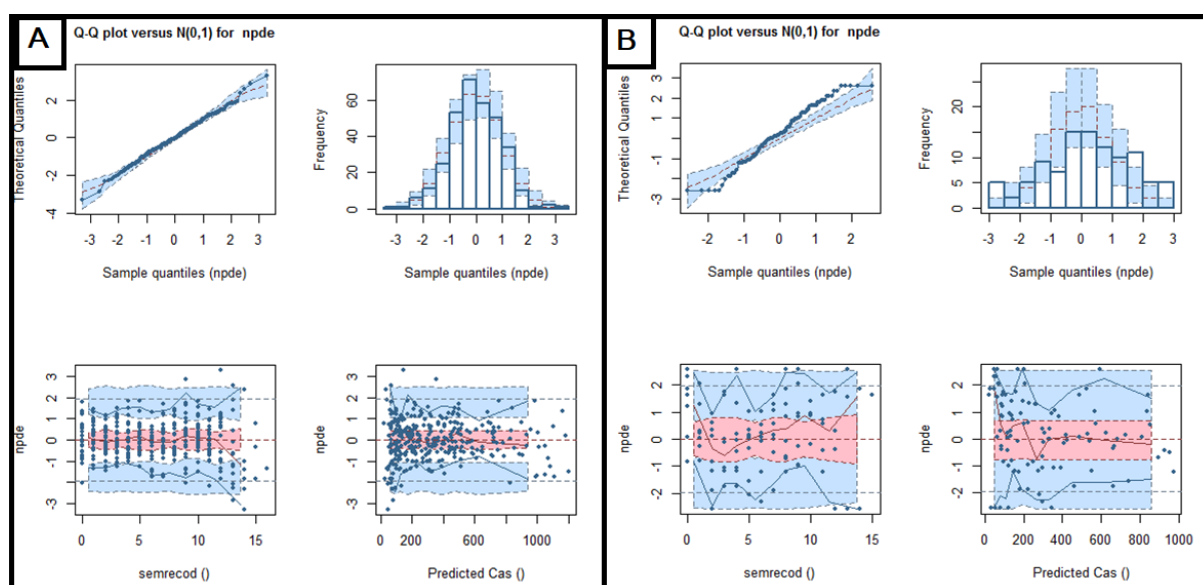 A
Q-Q plot versus N(0,1) for npde
Theoretical Quantiles
2
0
-2
-4
-3 -2 -1 0 1 2 3
Sample quantiles (npde)
Frequency
60
40
20
0
-3 -2 -1 0 1 2 3
Sample quantiles (npde)
npde
3
2
1
0
-1
-3
0 5 10 15
semrecod ()
npde
3
2
1
0
-1
-3
0 200 600 1000
Predicted Cas ()
B
Q-Q plot versus N(0,1) for npde
Theoretical Quantiles
3
1
-1
-3
-2 -1 0 1 2
Sample quantiles (npde)
Frequency
20
10
5
0
-3 -2 -1 0 1 2 3
Sample quantiles (npde)
npde
2
1
0
-1
-2
0 5 10 15
semrecod ()
npde
2
1
0
-1
-2
0 200 400 600 800 1000
Predicted Cas ()